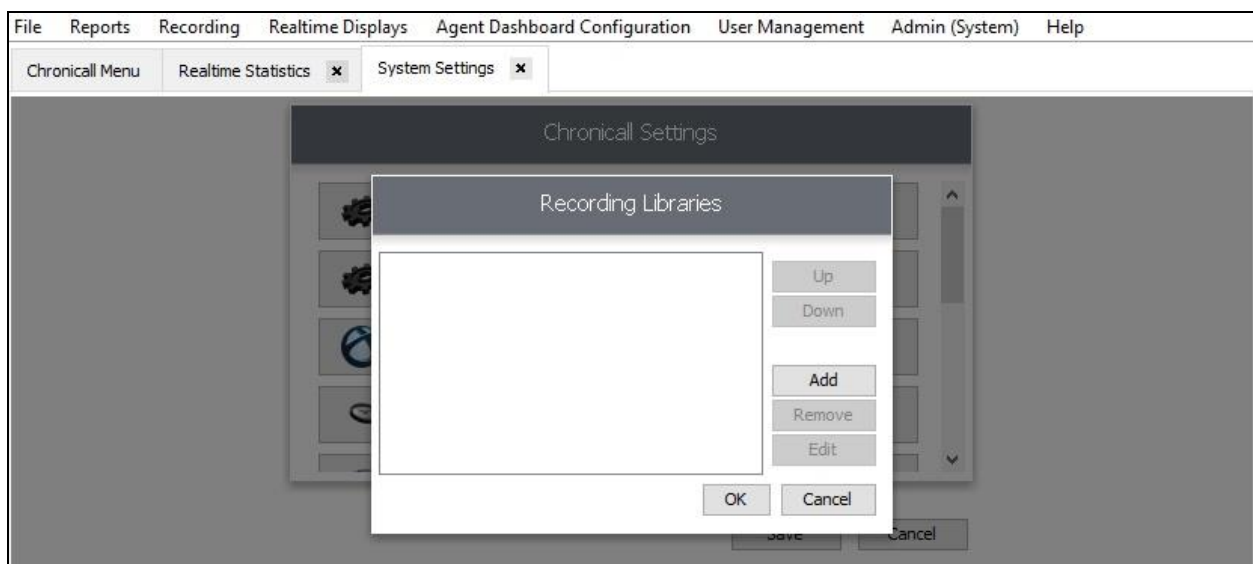 File Reports Recording Realtime Displays Agent Dashboard Configuration User Management Admin (System) Help
Chronicall Menu Realtime Statistics System Settings
Chronicall Settings
Recording Libraries
Up
Down
Add
Remove
Edit
OK Cancel
Save Cancel